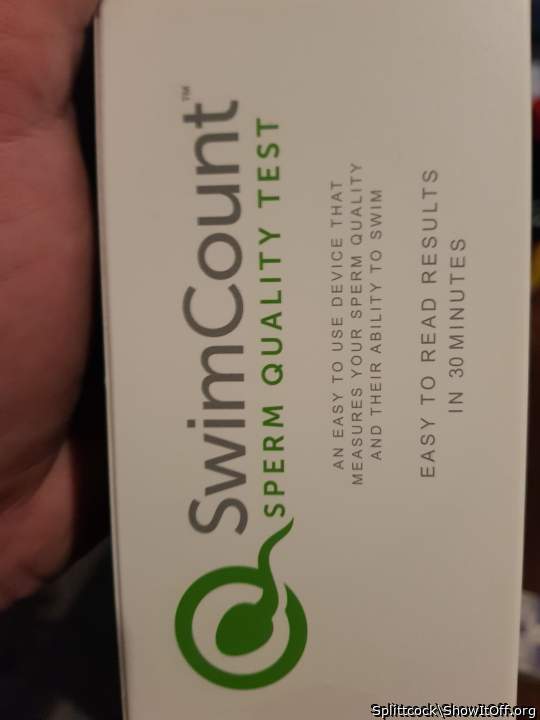 SwimCount™
SPERM QUALITY TEST
AN EASY TO USE DEVICE THAT
MEASURES YOUR SPERM QUALITY
AND THEIR ABILITY TO SWIM
EASY TO READ RESULTS
IN 30 MINUTES
Splittcock\ShowItOff.org